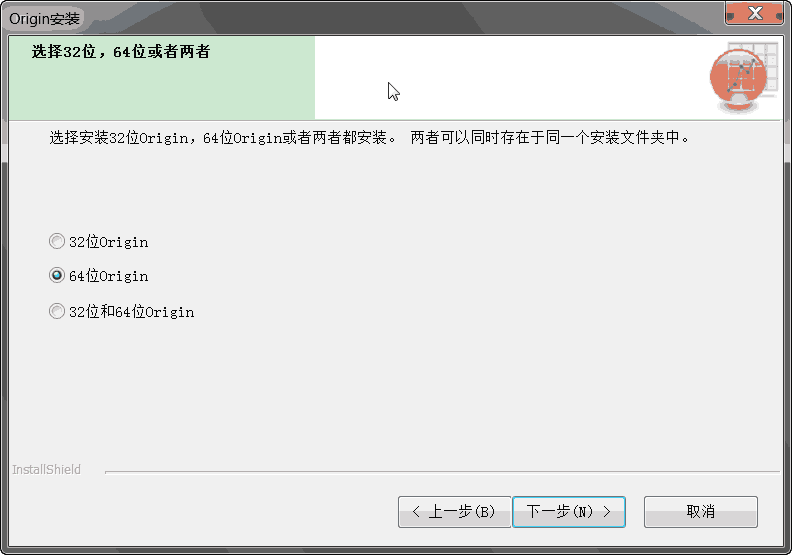 Origin安装
选择32位，64位或者两者
选择安装32位Origin，64位Origin或者两者都安装。 两者可以同时存在于同一个安装文件夹中。
32位Origin
64位Origin
32位和64位Origin
InstallShield
< 上一步(B) 下一步(N) > 取消